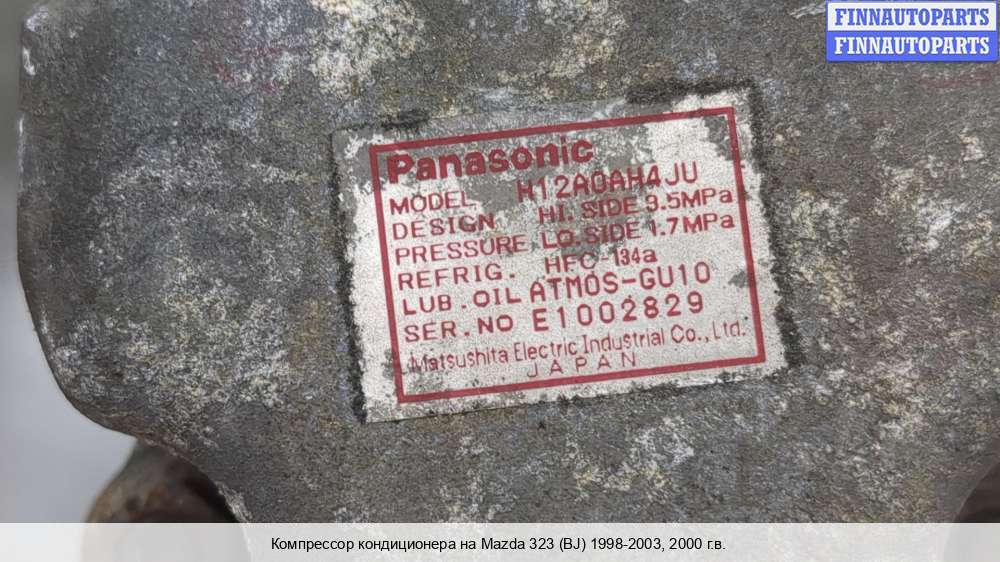 FINNAUTOPARTS
FINNAUTOPARTS
Panasonic
MODEL H12A0AH4JU
DESIGN HI. SIDE 3.5MPa
PRESSURE LO. SIDE 1.7MPa
REFRIG. HFC-134a
LUB. OIL ATMOS-GU10
SER. NO E1002829
Matsushita Electric Industrial Co., Ltd.
JAPAN
Компрессор кондиционера на Mazda 323 (BJ) 1998-2003, 2000 г.в.